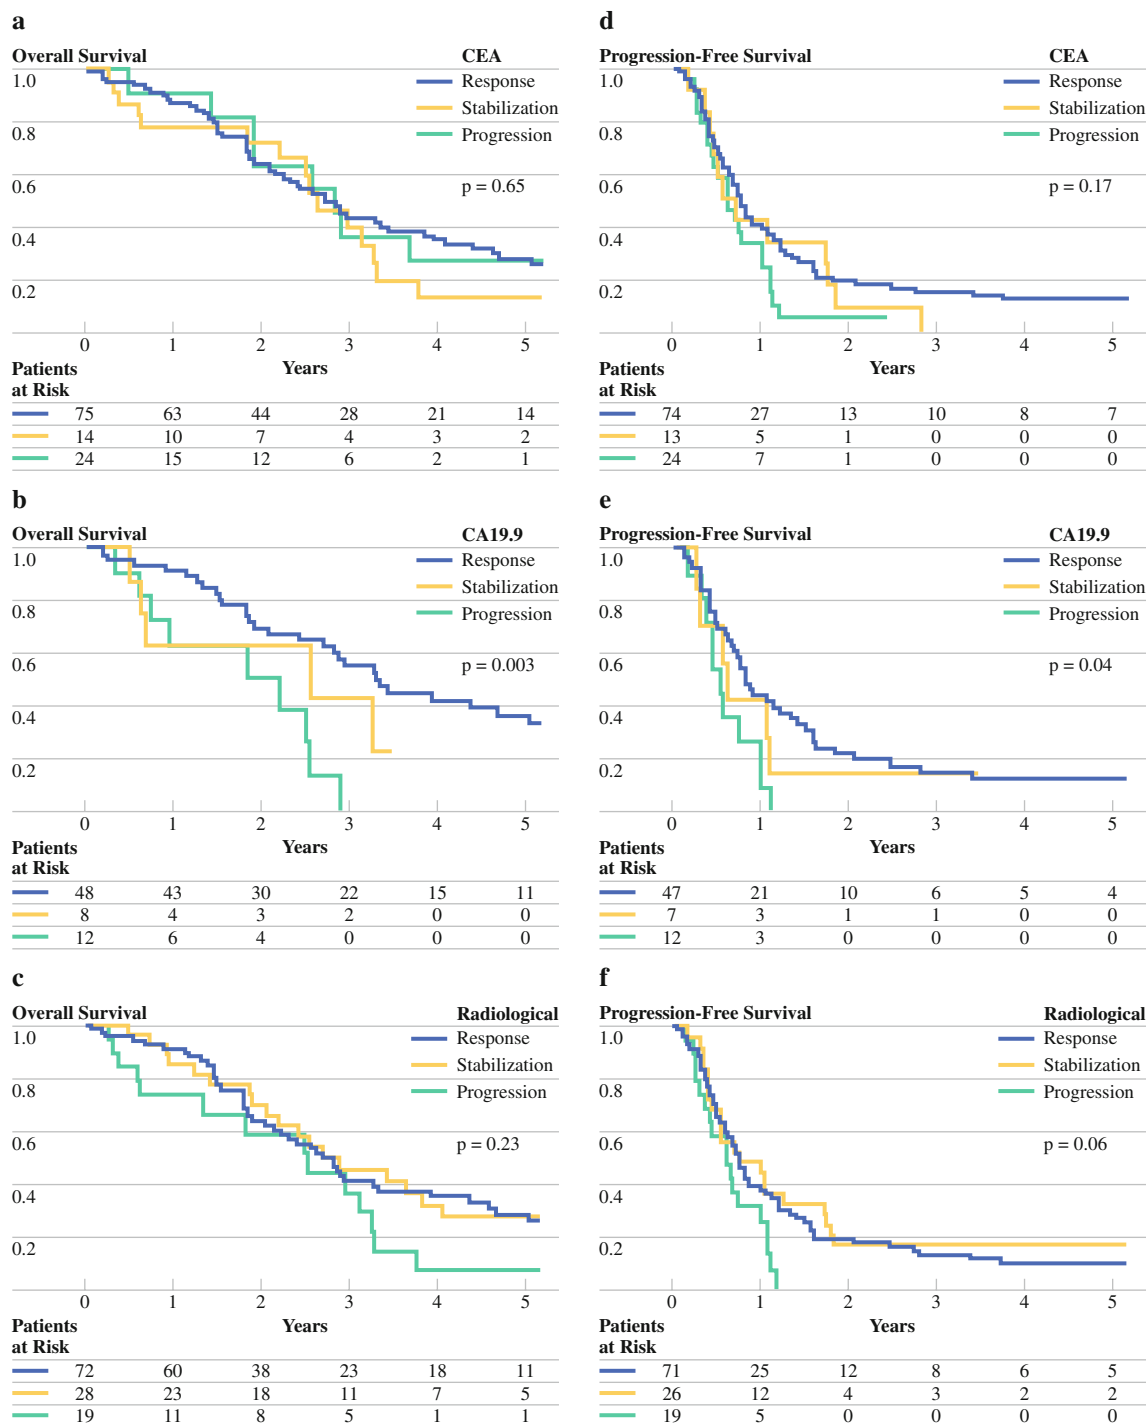 a
Overall Survival CEA
1.0 Response
Stabilization
0.8 Progression
0.6 p = 0.65
0.4
0.2
0 1 2 3 4 5
Patients Years
at Risk
75 63 44 28 21 14
14 10 7 4 3 2
24 15 12 6 2 1
d
Progression-Free Survival CEA
1.0 Response
Stabilization
0.8 Progression
0.6 p = 0.17
0.4
0.2
0 1 2 3 4 5
Patients Years
at Risk
74 27 13 10 8 7
13 5 1 0 0 0
24 7 1 0 0 0
b
Overall Survival CA19.9
1.0 Response
Stabilization
0.8 Progression
0.6 p = 0.003
0.4
0.2
0 1 2 3 4 5
Patients Years
at Risk
48 43 30 22 15 11
8 4 3 2 0 0
12 6 4 0 0 0
e
Progression-Free Survival CA19.9
1.0 Response
Stabilization
0.8 Progression
0.6 p = 0.04
0.4
0.2
0 1 2 3 4 5
Patients Years
at Risk
47 21 10 6 5 4
7 3 1 1 0 0
12 3 0 0 0 0
c
Overall Survival Radiological
1.0 Response
Stabilization
0.8 Progression
0.6 p = 0.23
0.4
0.2
0 1 2 3 4 5
Patients Years
at Risk
72 60 38 23 18 11
28 23 18 11 7 5
19 11 8 5 1 1
f
Progression-Free Survival Radiological
1.0 Response
Stabilization
0.8 Progression
0.6 p = 0.06
0.4
0.2
0 1 2 3 4 5
Patients Years
at Risk
71 25 12 8 6 5
26 12 4 3 2 2
19 5 0 0 0 0